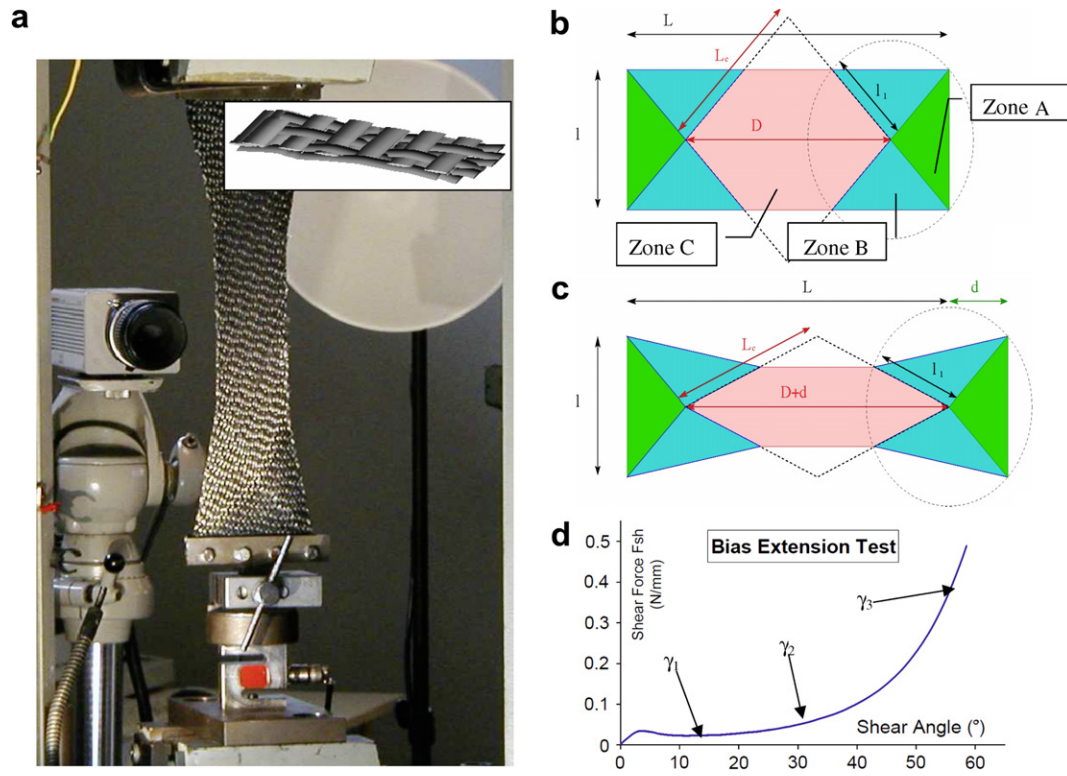 a
b
L
Lc
l1
D
l
Zone A
Zone C
Zone B
c
L
d
Lc
l1
D+d
l
d
Bias Extension Test
Shear Force Fsh
(N/mm)
0.5
0.4
0.3
0.2
0.1
0
γ1
γ2
γ3
Shear Angle (°)
0 10 20 30 40 50 60